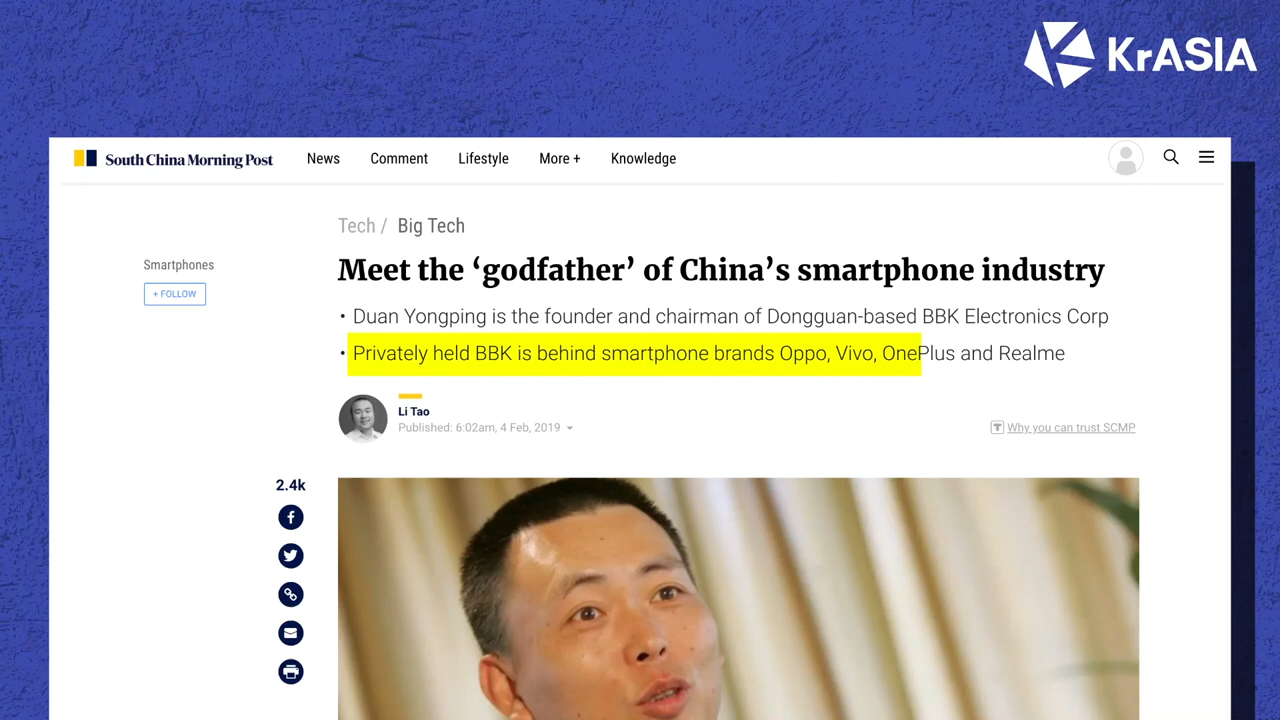 KrASIA
South China Morning Post
News
Comment
Lifestyle
More +
Knowledge
Tech / Big Tech
Smartphones
+ FOLLOW
Meet the ‘godfather’ of China’s smartphone industry
• Duan Yongping is the founder and chairman of Dongguan-based BBK Electronics Corp
• Privately held BBK is behind smartphone brands Oppo, Vivo, OnePlus and Realme
Li Tao
Published: 6:02am, 4 Feb, 2019
T Why you can trust SCMP
2.4k